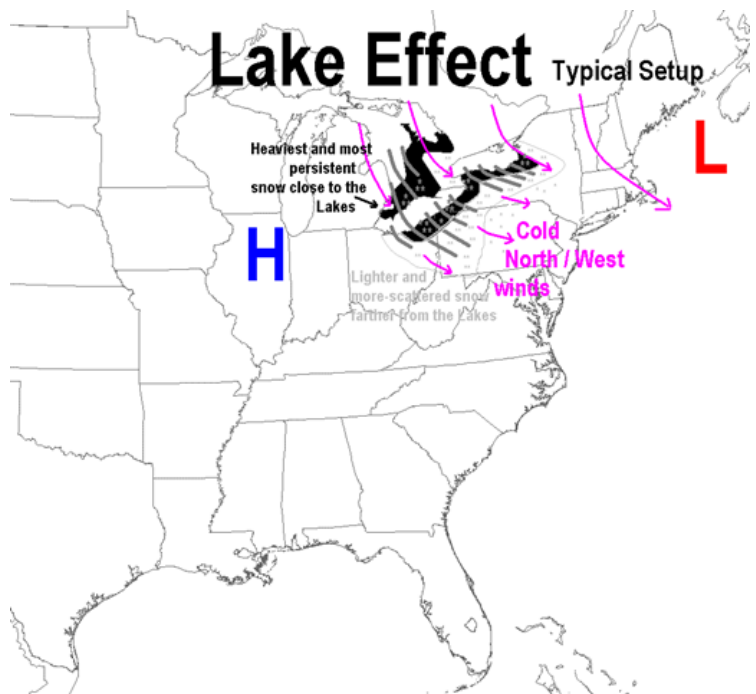 Lake Effect
Typical Setup
Heaviest and most
persistent
snow close to the
Lakes
L
H
Cold
North / West
winds
Lighter and
more-scattered snow
farther from the Lakes